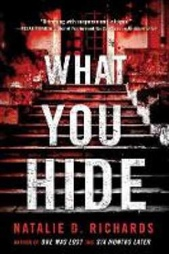 WHAT
YOU
HIDE
NATALIE D. RICHARDS
AUTHOR OF ONE WAS LOST AND SIX MONTHS LATER